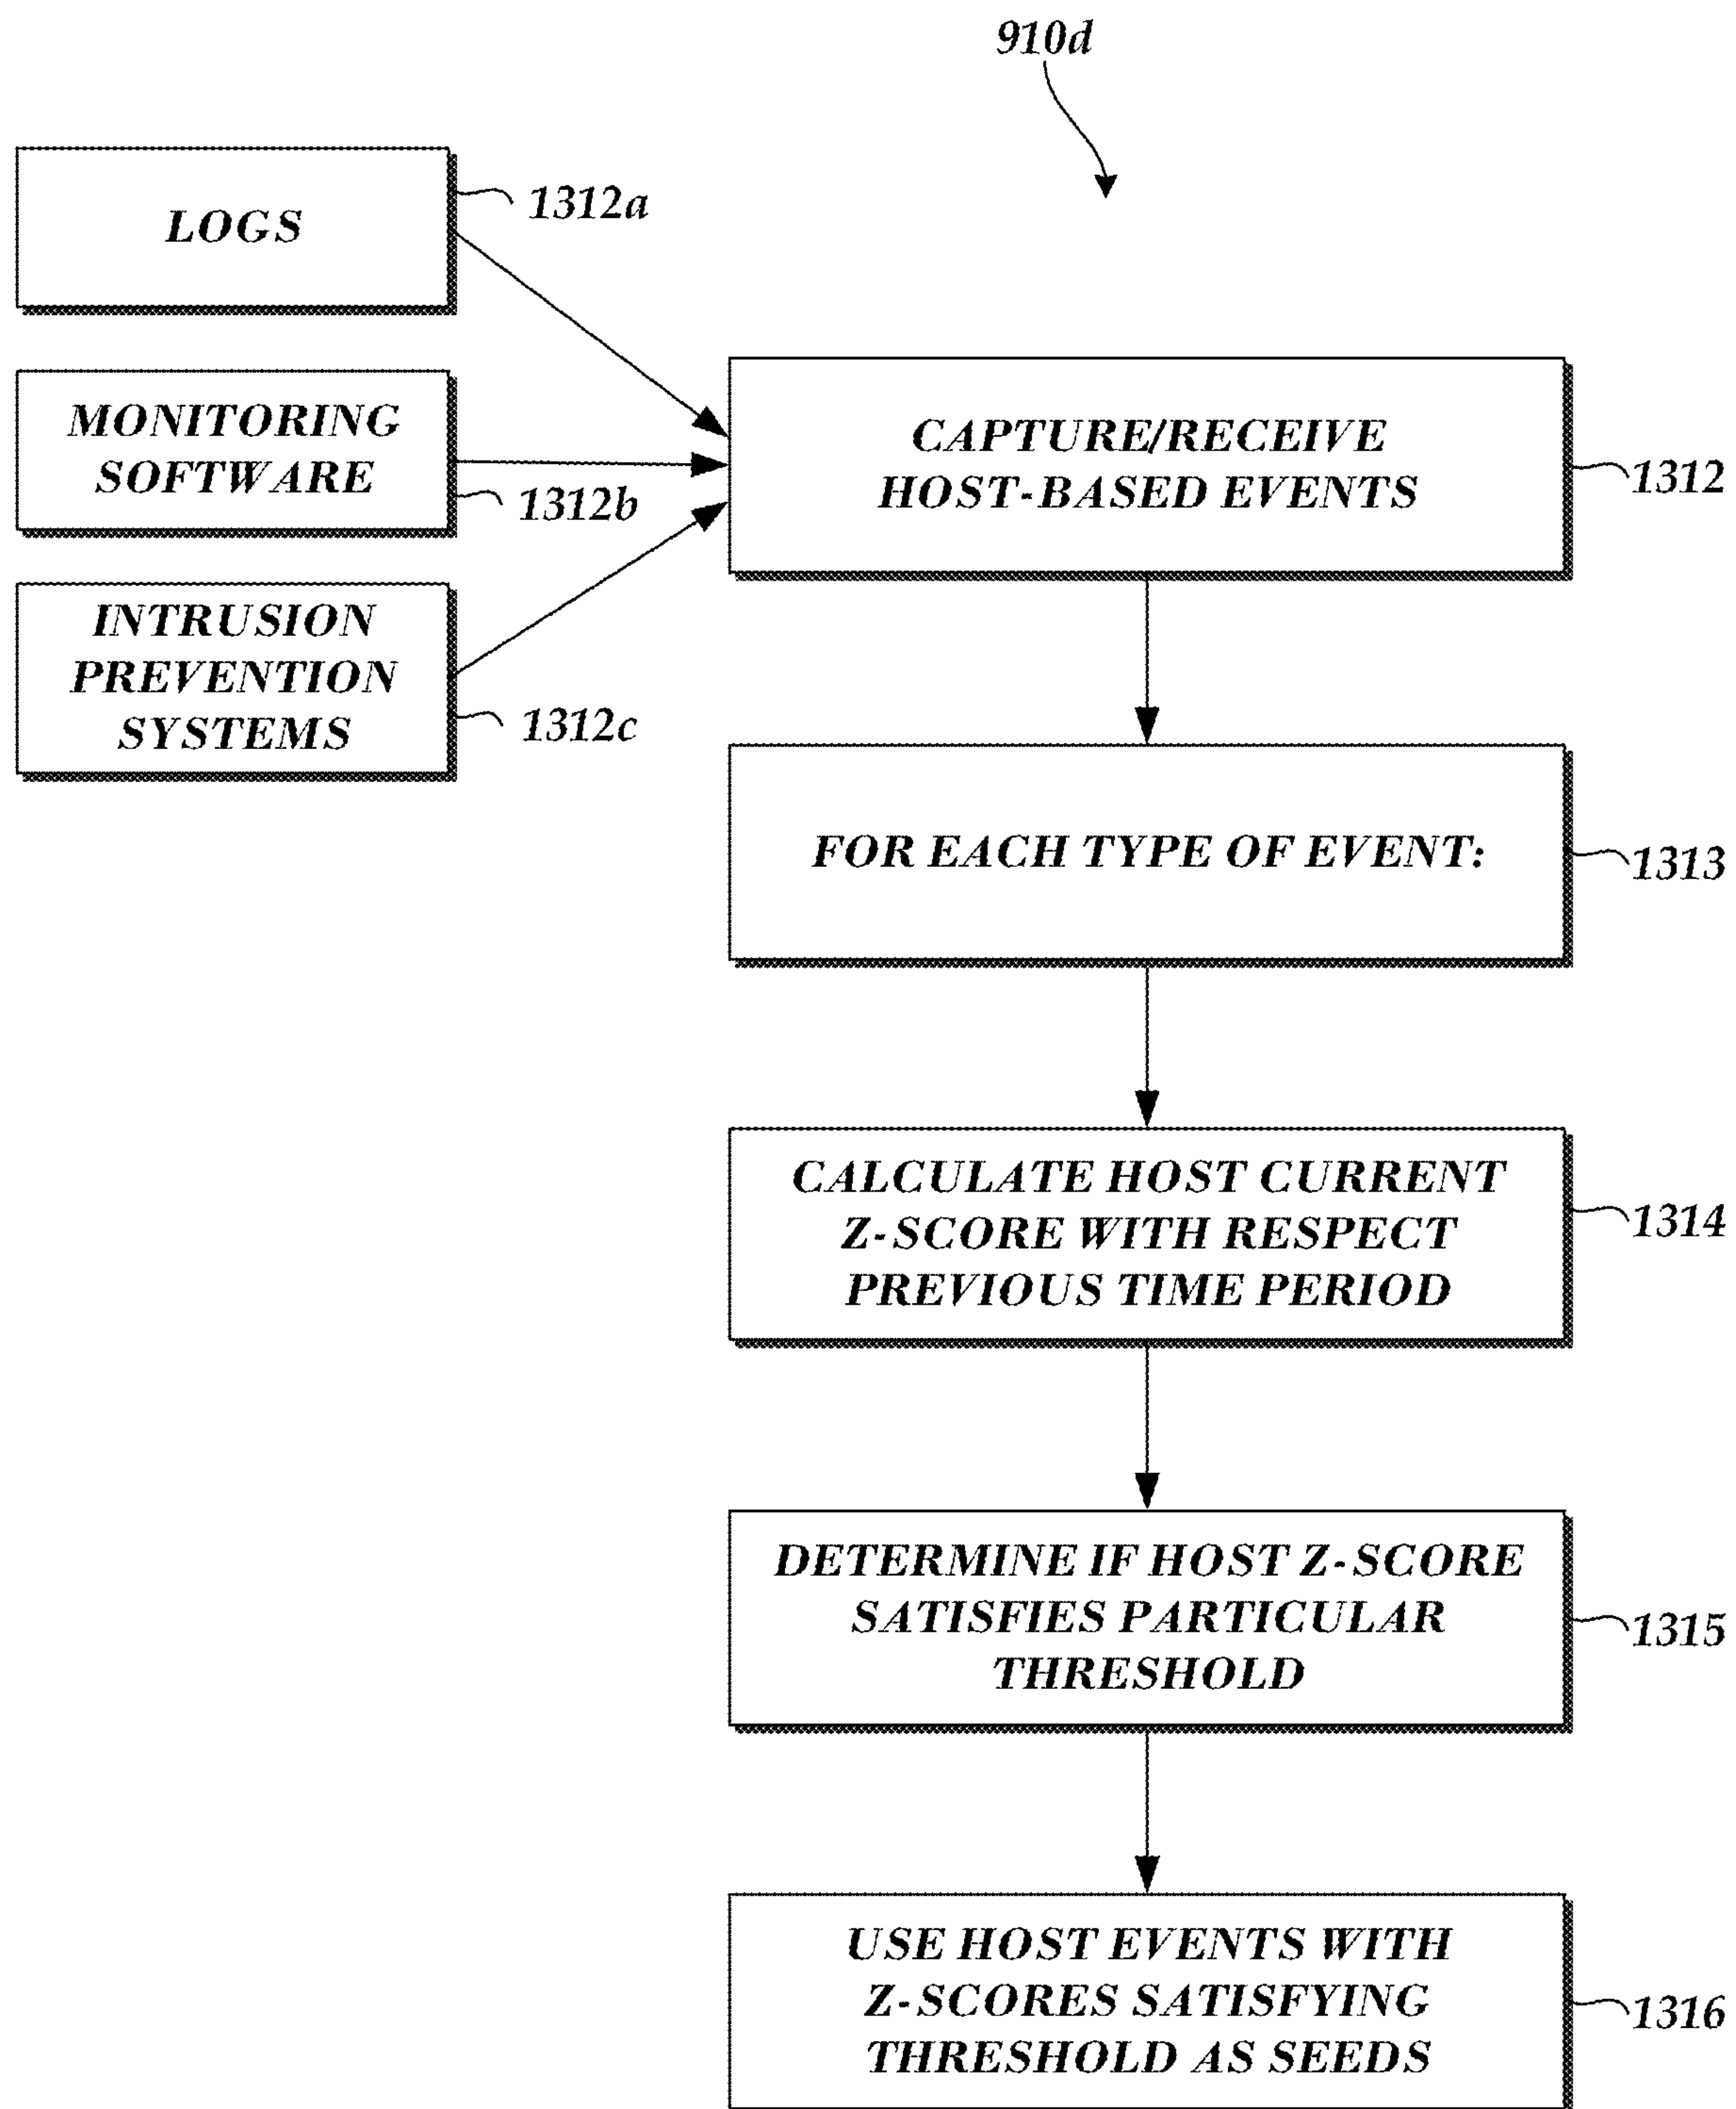 910d
LOGS
1312a
MONITORING
SOFTWARE
1312b
INTRUSION
PREVENTION
SYSTEMS
1312c
CAPTURE/RECEIVE
HOST-BASED EVENTS
1312
FOR EACH TYPE OF EVENT:
1313
CALCULATE HOST CURRENT
Z-SCORE WITH RESPECT
PREVIOUS TIME PERIOD
1314
DETERMINE IF HOST Z-SCORE
SATISFIES PARTICULAR
THRESHOLD
1315
USE HOST EVENTS WITH
Z-SCORES SATISFYING
THRESHOLD AS SEEDS
1316